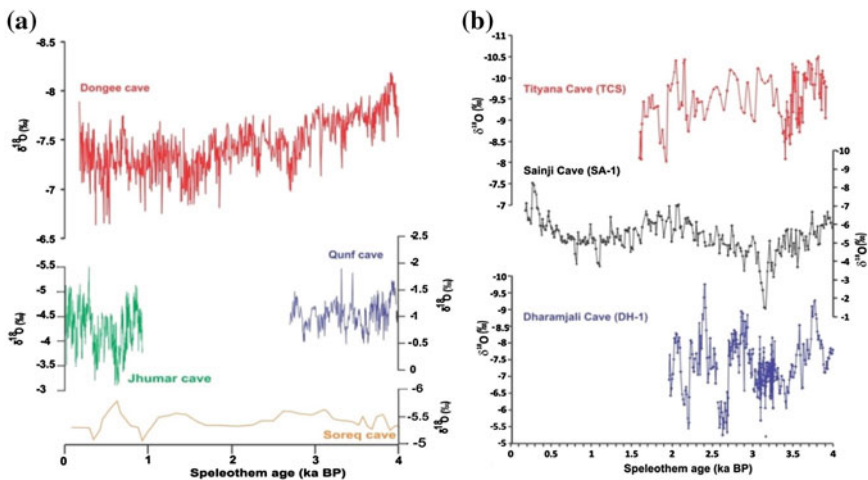 (a)
-8.5
Dongee cave
-8
-7.5
-7
-6.5
δ18O (‰)
-2.5
Qunf cave
-2
-1.5
-1
-0.5
0
δ18O (‰)
-5.5
-5
-4.5
-4
-3.5
-3
δ18O (‰)
Jhumar cave
-6
-5.5
-5
δ18O (‰)
Soreq cave
0 1 2 3 4
Speleothem age (ka BP)
(b)
-11
-10.5
-10
-9.5
-9
-8.5
-8
-7.5
-7
δ18O (‰)
Tityana Cave (TCS)
Sainji Cave (SA-1)
-10
-9
-8
-7
-6
-5
-4
-3
-2
-1
δ18O (‰)
-10
-9.5
-9
-8.5
-8
-7.5
-7
-6.5
-6
-5.5
-5
δ18O (‰)
Dharamjali Cave (DH-1)
0 0.5 1 1.5 2 2.5 3 3.5 4
Speleothem age (ka BP)